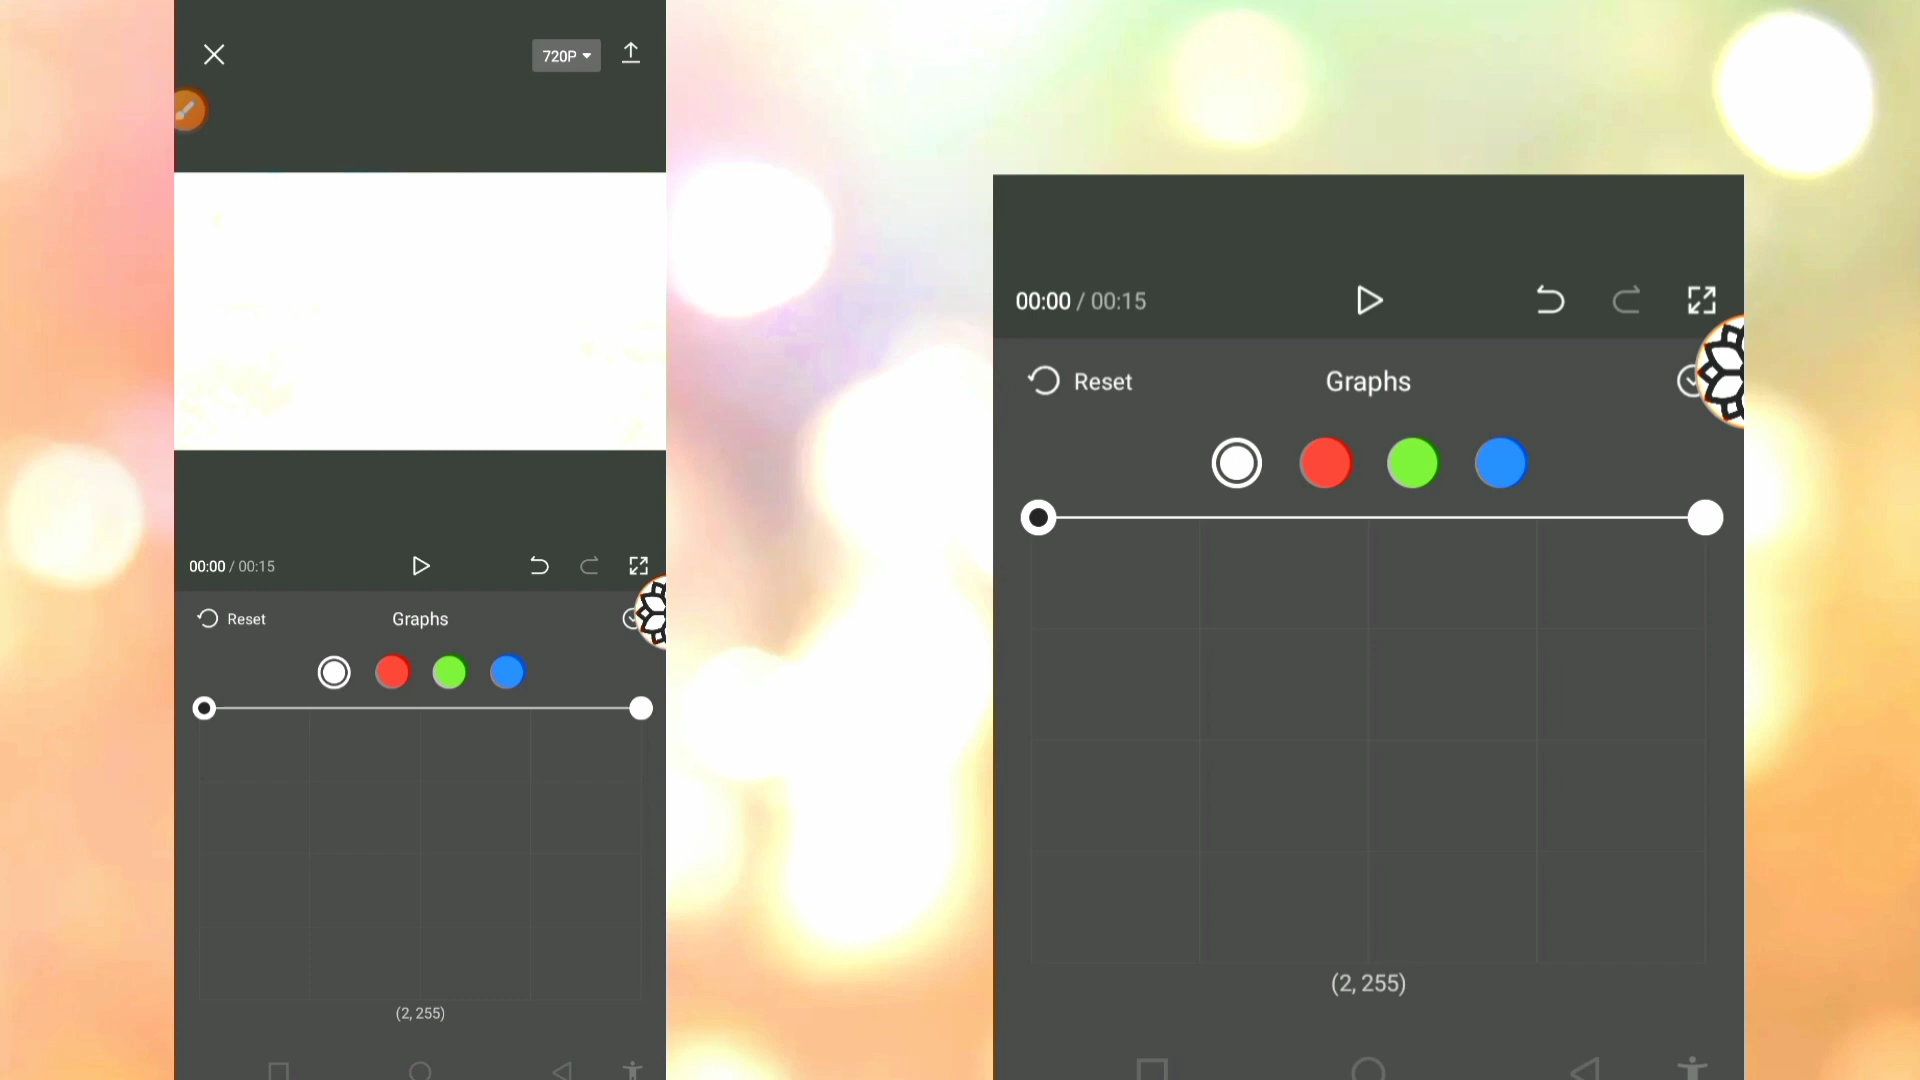 720P
00:00 / 00:15
Reset
Graphs
(2, 255)
00:00 / 00:15
Reset
Graphs
(2, 255)